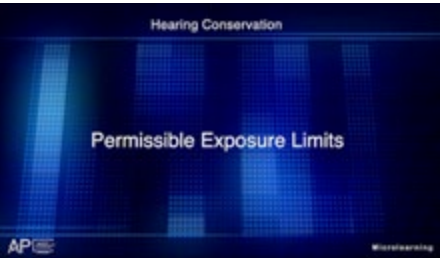 Hearing Conservation
Permissible Exposure Limits
AP
Microlearning